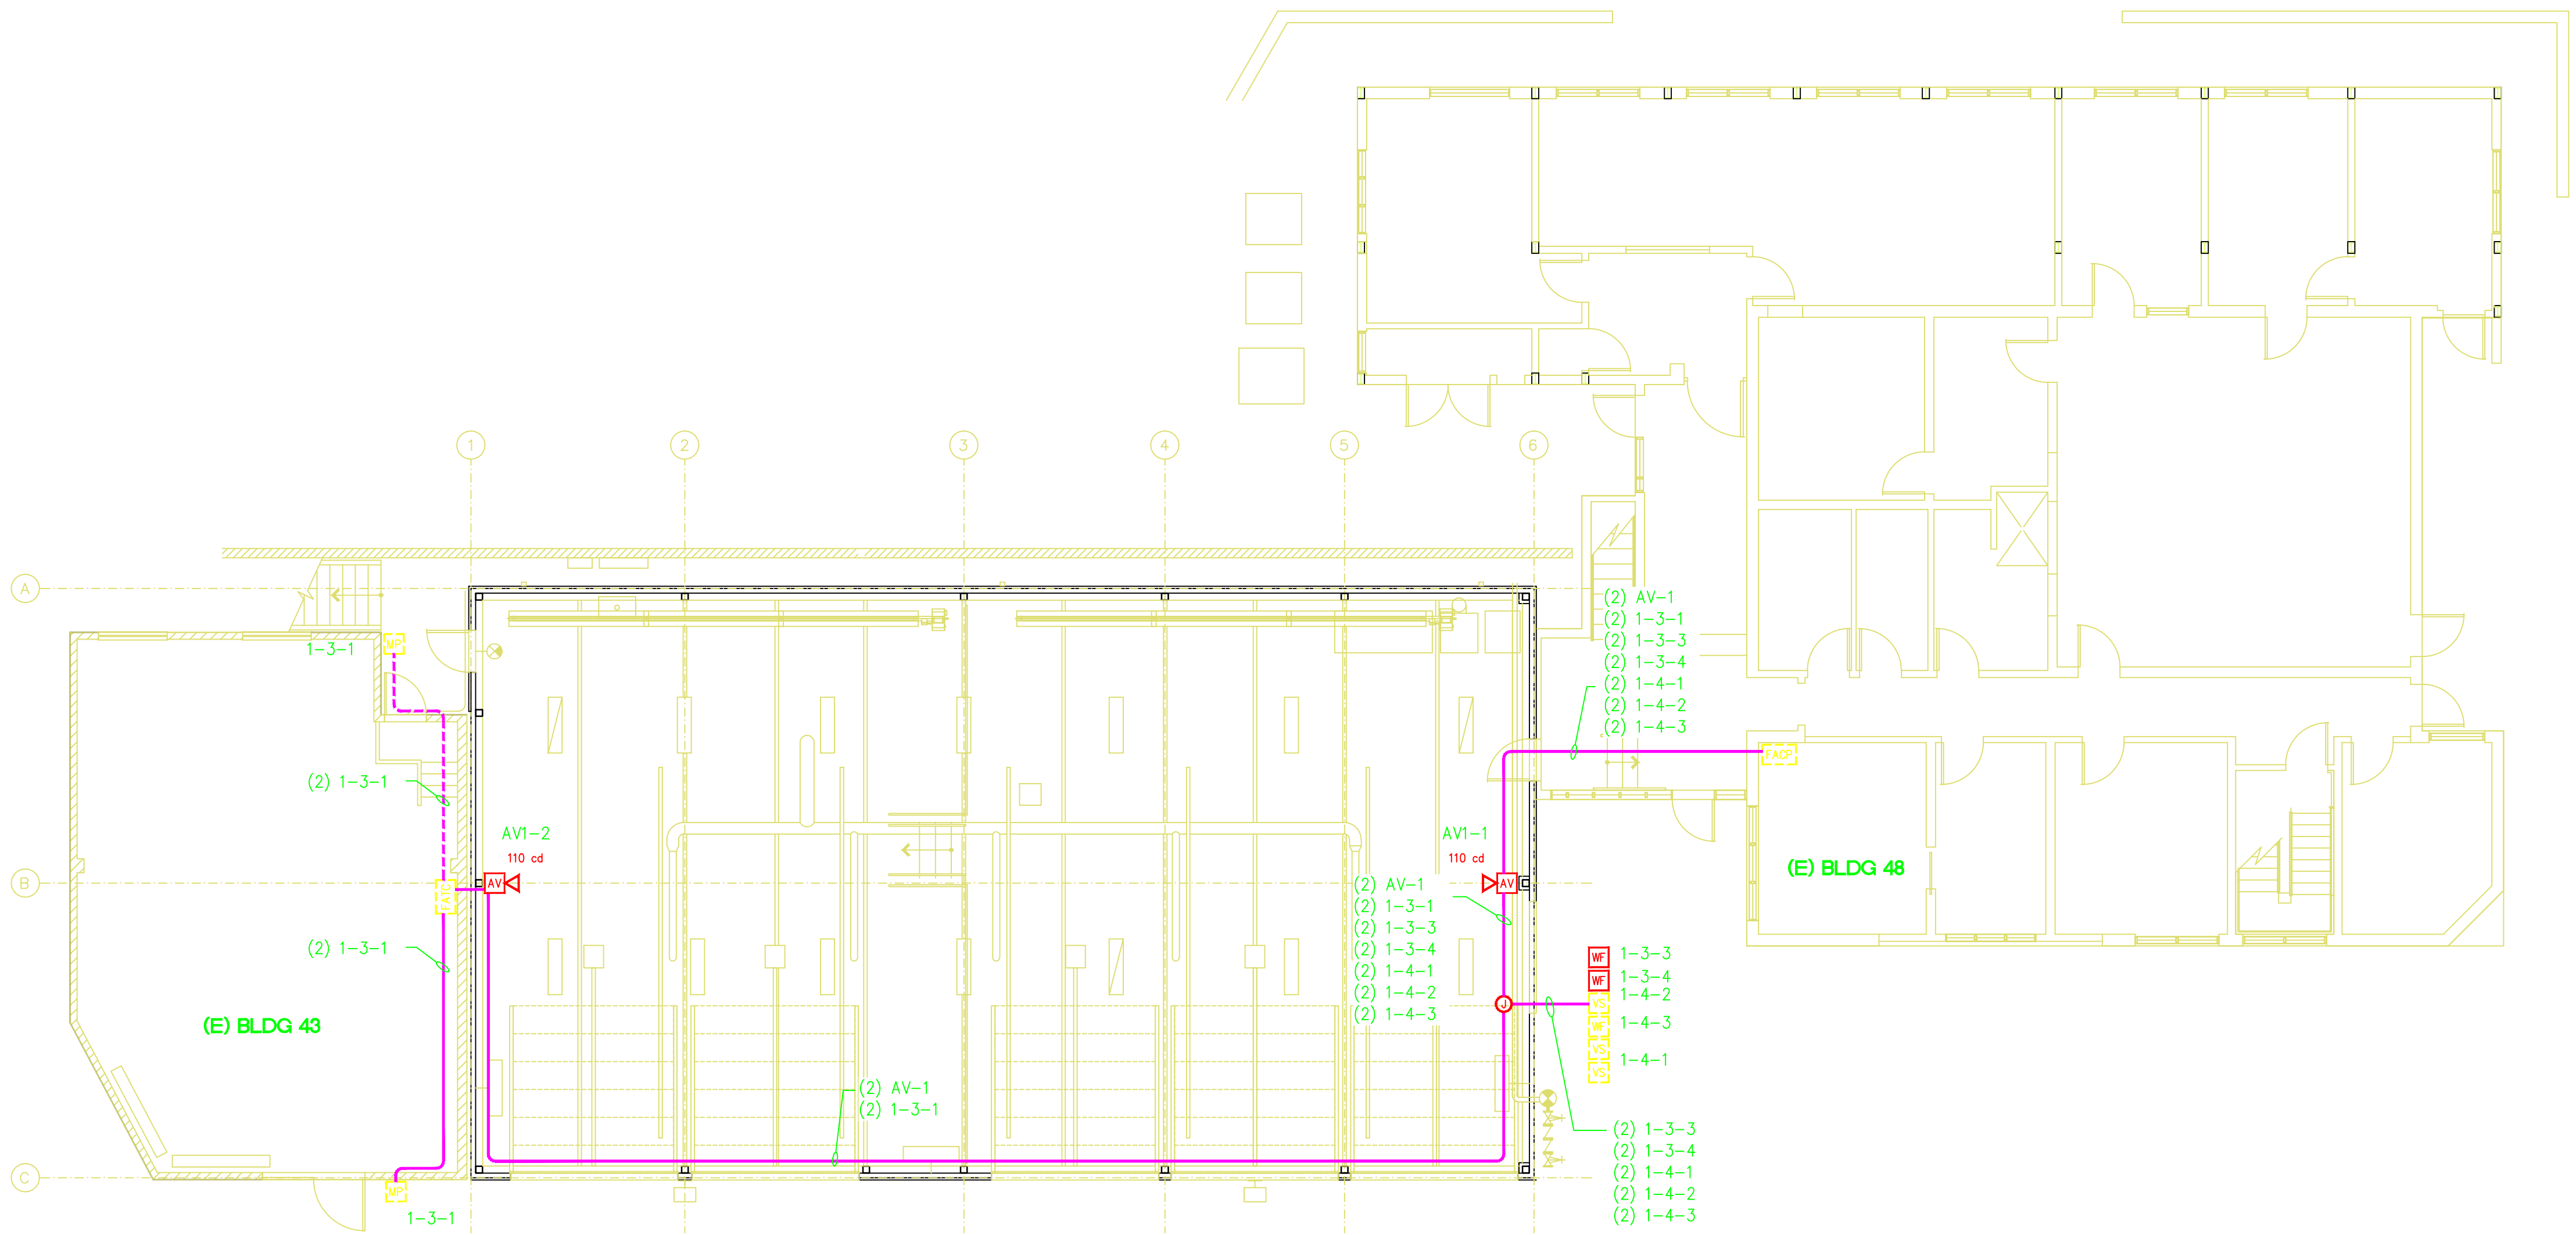 1
2
3
4
5
6
A
B
C
MP
1-3-1
(2) 1-3-1
(2) 1-3-1
FATC
AV1-2
110 cd
AV
(E) BLDG 43
MP
1-3-1
(2) AV-1
(2) 1-3-1
AV1-1
110 cd
AV
(2) AV-1
(2) 1-3-1
(2) 1-3-3
(2) 1-3-4
(2) 1-4-1
(2) 1-4-2
(2) 1-4-3
J
(2) AV-1
(2) 1-3-1
(2) 1-3-3
(2) 1-3-4
(2) 1-4-1
(2) 1-4-2
(2) 1-4-3
FACP
(E) BLDG 48
WF 1-3-3
WF 1-3-4
VS 1-4-2
WF 1-4-3
VS 1-4-1
VS
(2) 1-3-3
(2) 1-3-4
(2) 1-4-1
(2) 1-4-2
(2) 1-4-3